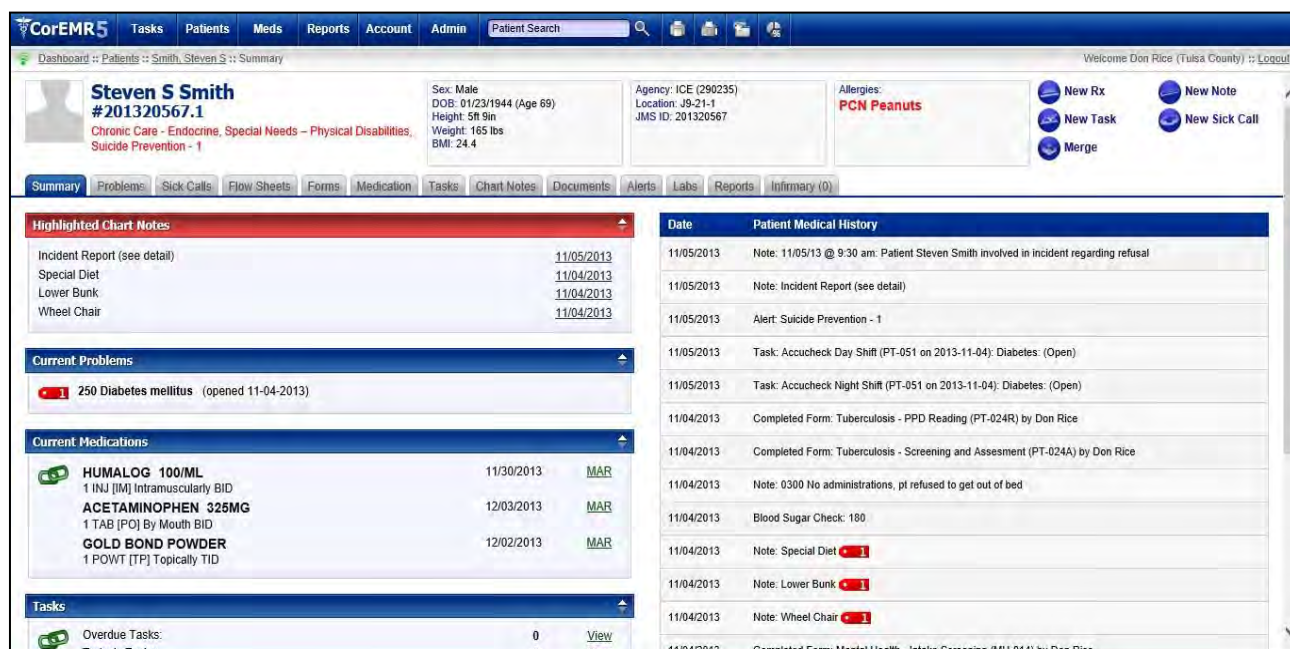 CorEMR5 Tasks Patients Meds Reports Account Admin Patient Search
Dashboard :: Patients :: Smith, Steven S :: Summary
Welcome Don Rice (Tulsa County) :: Logout
Steven S Smith
#201320567.1
Chronic Care - Endocrine, Special Needs – Physical Disabilities,
Suicide Prevention - 1
Sex: Male
DOB: 01/23/1944 (Age 69)
Height: 5ft 9in
Weight: 165 lbs
BMI: 24.4
Agency: ICE (290235)
Location: J9-21-1
JMS ID: 201320567
Allergies:
PCN Peanuts
New Rx New Note
New Task New Sick Call
Merge
Summary Problems Sick Calls Flow Sheets Forms Medication Tasks Chart Notes Documents Alerts Labs Reports Infirmary (0)
Highlighted Chart Notes
Incident Report (see detail) 11/05/2013
Special Diet 11/04/2013
Lower Bunk 11/04/2013
Wheel Chair 11/04/2013
Current Problems
1 250 Diabetes mellitus (opened 11-04-2013)
Current Medications
HUMALOG 100/ML 11/30/2013 MAR
1 INJ [IM] Intramuscularly BID
ACETAMINOPHEN 325MG 12/03/2013 MAR
1 TAB [PO] By Mouth BID
GOLD BOND POWDER 12/02/2013 MAR
1 POWT [TP] Topically TID
Tasks
Overdue Tasks: 0 View
Date Patient Medical History
11/05/2013 Note: 11/05/13 @ 9:30 am: Patient Steven Smith involved in incident regarding refusal
11/05/2013 Note: Incident Report (see detail)
11/05/2013 Alert: Suicide Prevention - 1
11/05/2013 Task: Accucheck Day Shift (PT-051 on 2013-11-04): Diabetes: (Open)
11/05/2013 Task: Accucheck Night Shift (PT-051 on 2013-11-04): Diabetes: (Open)
11/04/2013 Completed Form: Tuberculosis - PPD Reading (PT-024R) by Don Rice
11/04/2013 Completed Form: Tuberculosis - Screening and Assesment (PT-024A) by Don Rice
11/04/2013 Note: 0300 No administrations, pt refused to get out of bed
11/04/2013 Blood Sugar Check: 180
11/04/2013 Note: Special Diet 1
11/04/2013 Note: Lower Bunk 1
11/04/2013 Note: Wheel Chair 1
11/04/2013 Completed Form: Mental Health - Intake Screening (MH-014) by Don Rice